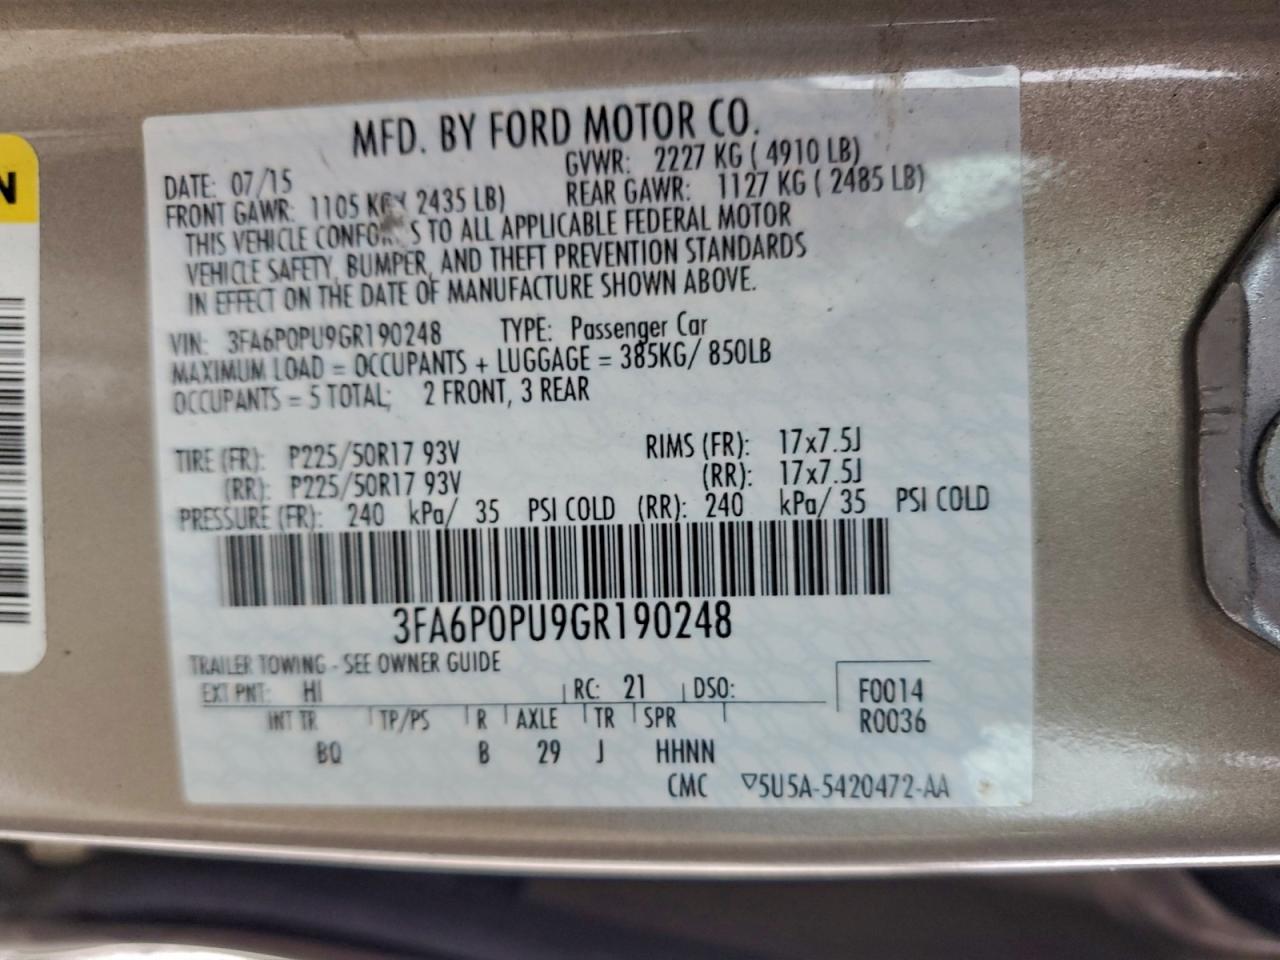 N
MFD. BY FORD MOTOR CO.
DATE: 07/15 GVWR: 2227 KG ( 4910 LB)
FRONT GAWR: 1105 KG( 2435 LB) REAR GAWR: 1127 KG ( 2485 LB)
THIS VEHICLE CONFORMS TO ALL APPLICABLE FEDERAL MOTOR
VEHICLE SAFETY, BUMPER, AND THEFT PREVENTION STANDARDS
IN EFFECT ON THE DATE OF MANUFACTURE SHOWN ABOVE.
VIN: 3FA6P0PU9GR190248 TYPE: Passenger Car
MAXIMUM LOAD = OCCUPANTS + LUGGAGE = 385KG/ 850LB
OCCUPANTS = 5 TOTAL; 2 FRONT, 3 REAR
TIRE (FR): P225/50R17 93V RIMS (FR): 17x7.5J
(RR): P225/50R17 93V (RR): 17x7.5J
PRESSURE (FR): 240 kPa/ 35 PSI COLD (RR): 240 kPa/ 35 PSI COLD
3FA6P0PU9GR190248
TRAILER TOWING - SEE OWNER GUIDE
EXT PNT: HI RC: 21 DSO: F0014
INT TR TP/PS R AXLE TR SPR R0036
BQ B 29 J HHNN
CMC ▽5U5A-5420472-AA